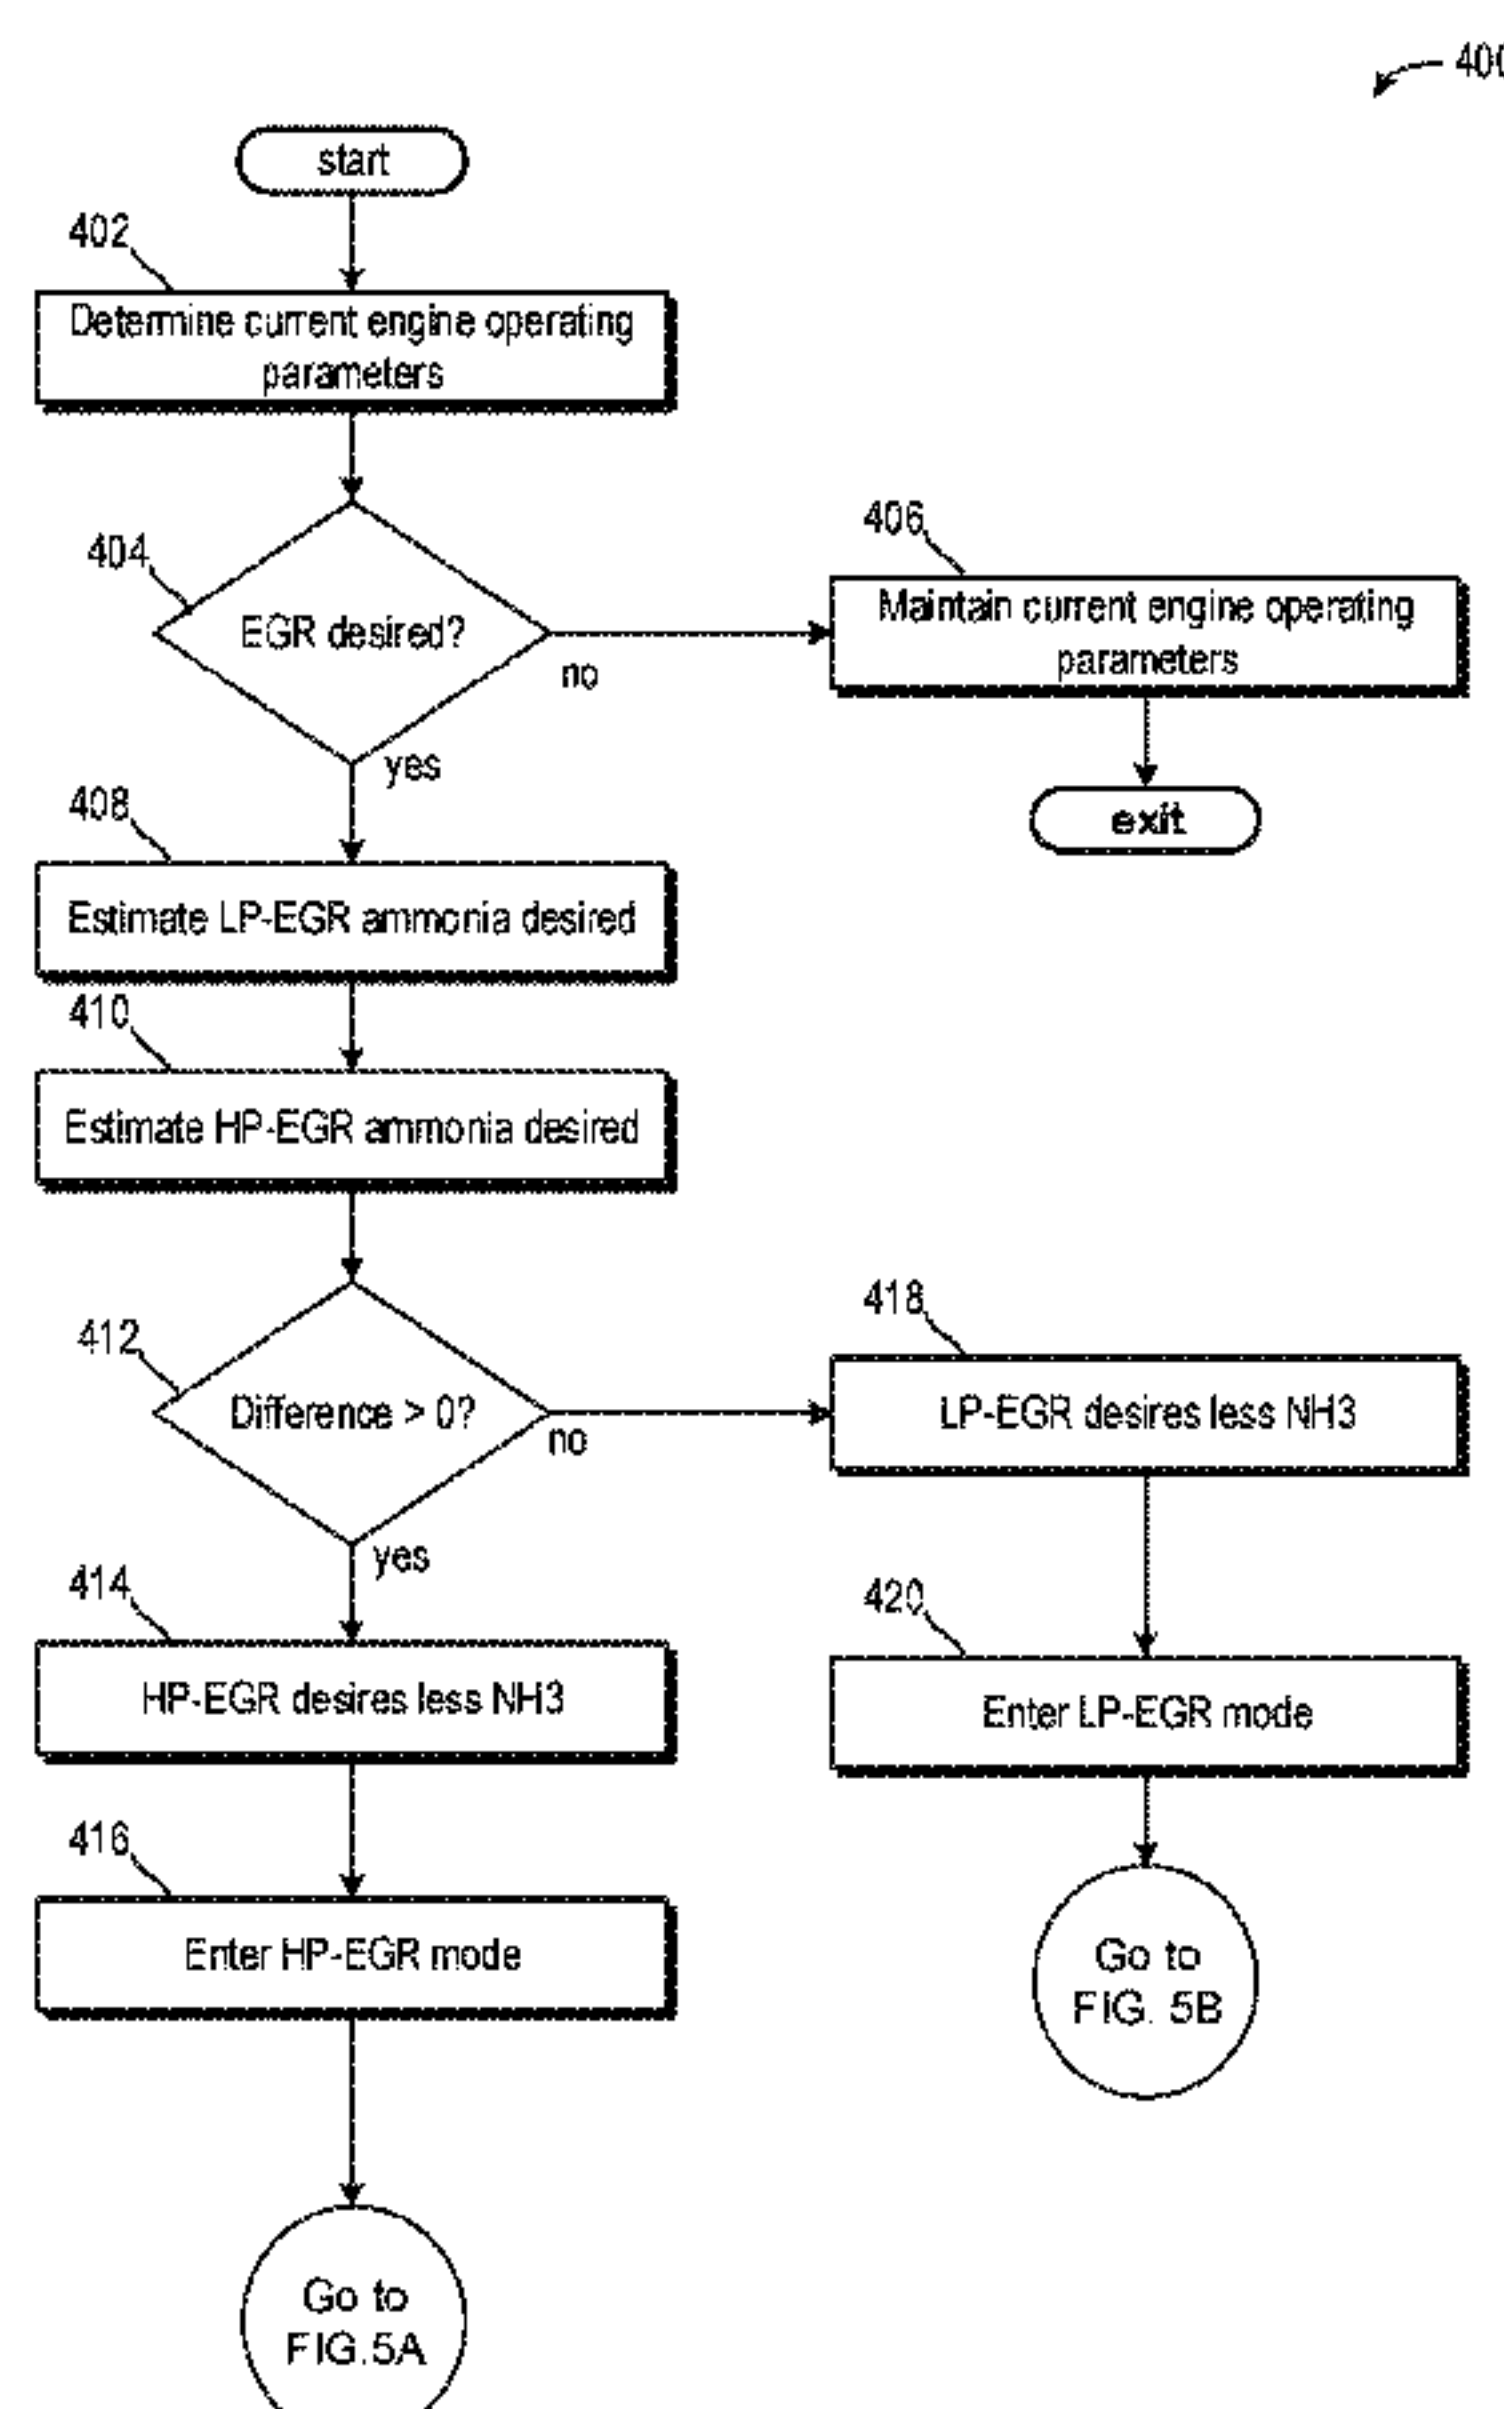 400
start
402
Determine current engine operating
parameters
404
EGR desired?
no
yes
406
Maintain current engine operating
parameters
exit
408
Estimate LP-EGR ammonia desired
410
Estimate HP-EGR ammonia desired
412
Difference > 0?
no
yes
418
LP-EGR desires less NH3
414
HP-EGR desires less NH3
420
Enter LP-EGR mode
416
Enter HP-EGR mode
Go to
FIG. 5B
Go to
FIG.5A